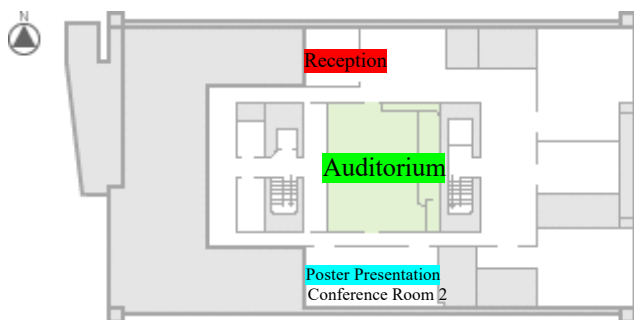 N
Reception
Auditorium
Poster Presentation
Conference Room 2